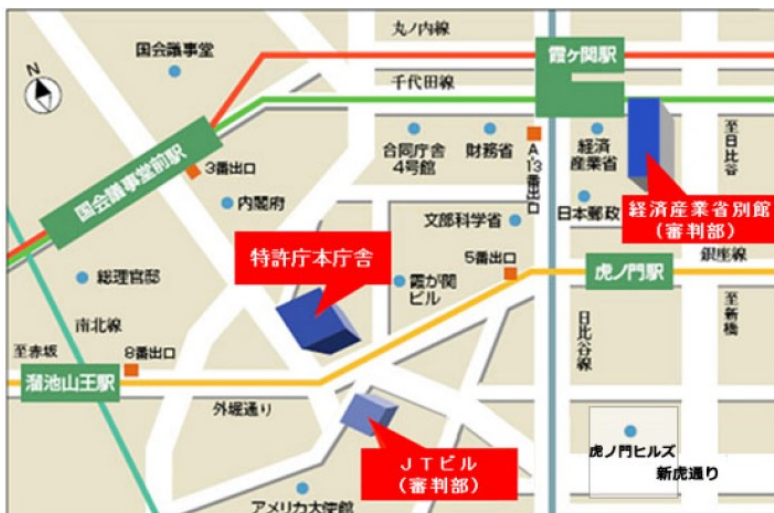 丸ノ内線
国会議事堂
霞ヶ関駅
N
千代田線
合同庁舎
4号館
財務省
A-13番出口
経済
産業省
至日比谷
国会議事堂前駅
3番出口
内閣府
文部科学省
日本郵政
経済産業省別館
(審判部)
特許庁本庁舎
5番出口
銀座線
総理官邸
霞が関
ビル
虎ノ門駅
南北線
至赤坂
8番出口
日比谷線
至新橋
溜池山王駅
外堀通り
JTビル
(審判部)
虎ノ門ヒルズ
新虎通り
アメリカ大使館